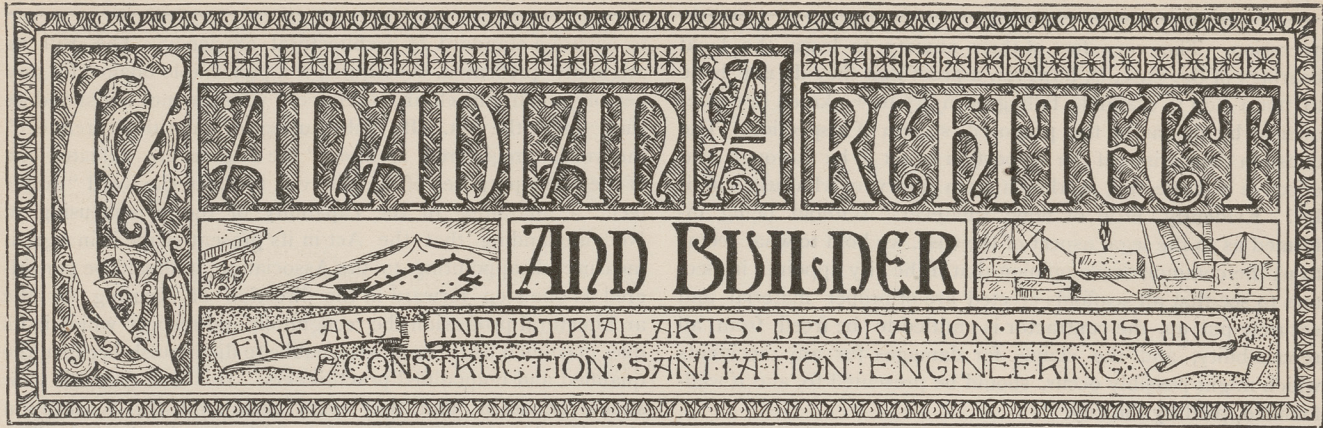 CANADIAN ARCHITECT
AND BUILDER
FINE AND INDUSTRIAL ARTS · DECORATION · FURNISHING
CONSTRUCTION · SANITATION ENGINEERING ·